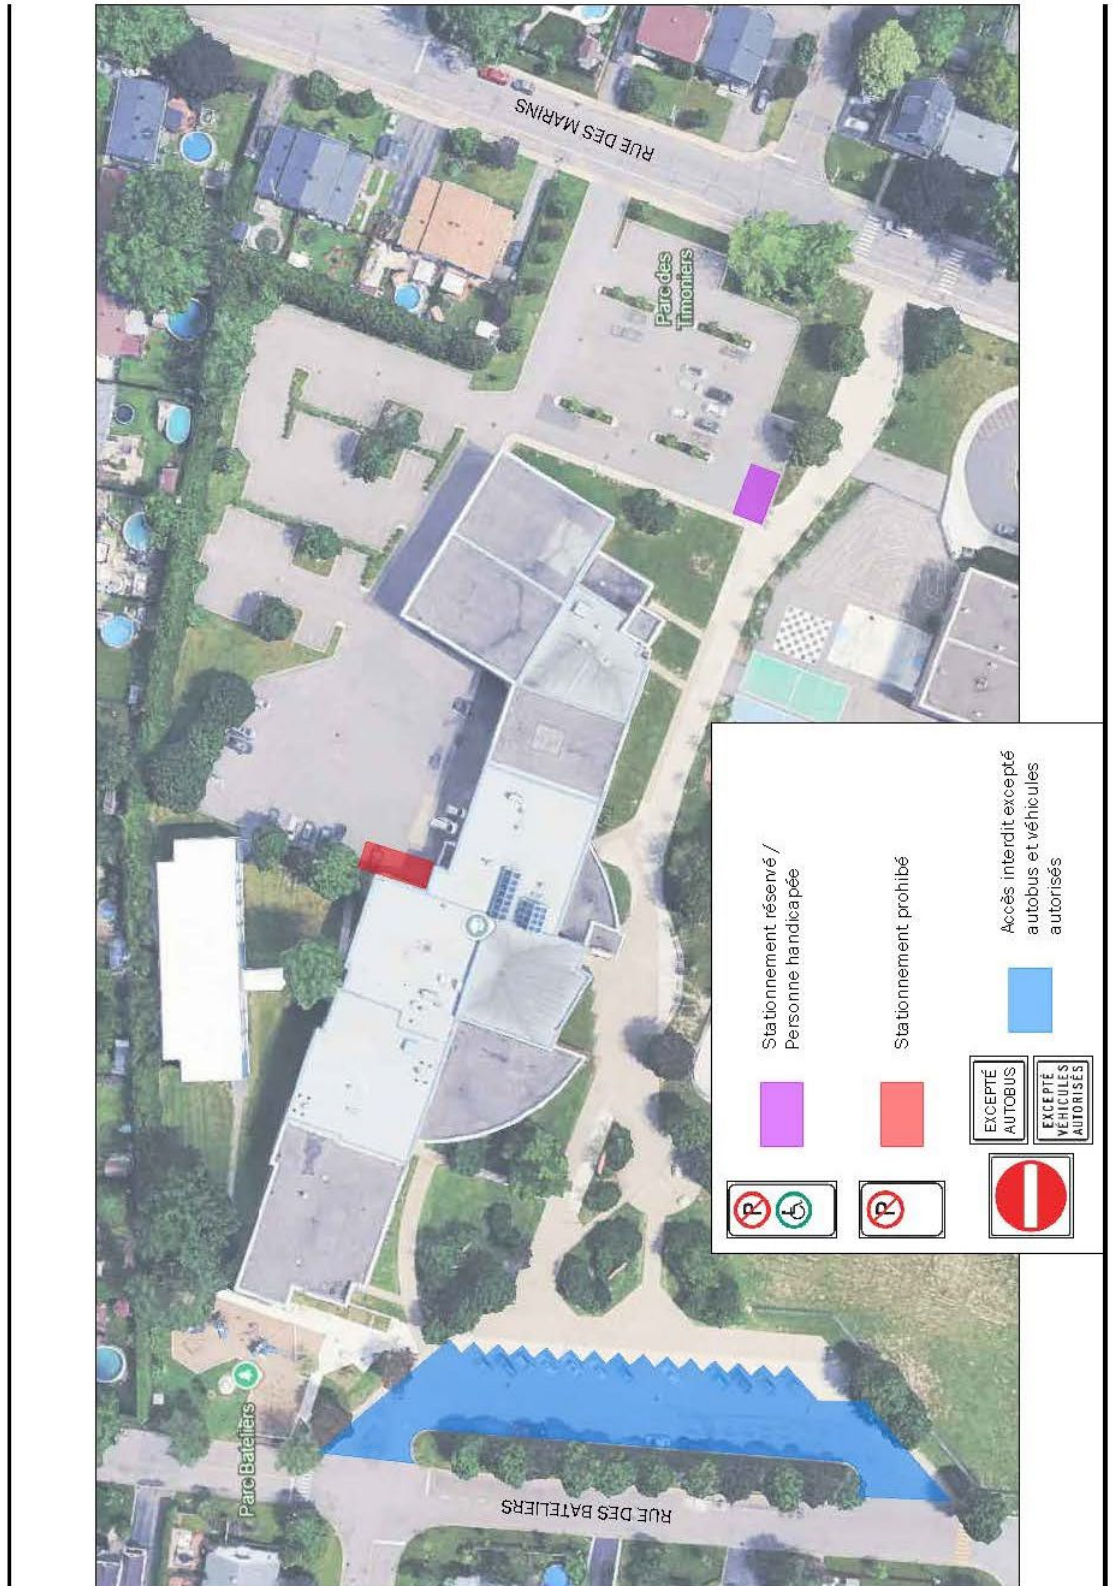 RUE DES MARINS
Parc des
Timoniers
Parc Bateliers
RUE DES BATELIERS
P
P
EXCEPTÉ
AUTOBUS
EXCEPTÉ
VÉHICULES
AUTORISÉS
Stationnement réservé /
Personne handicapée
Stationnement prohibé
Accès interdit excepté
autobus et véhicules
autorisés